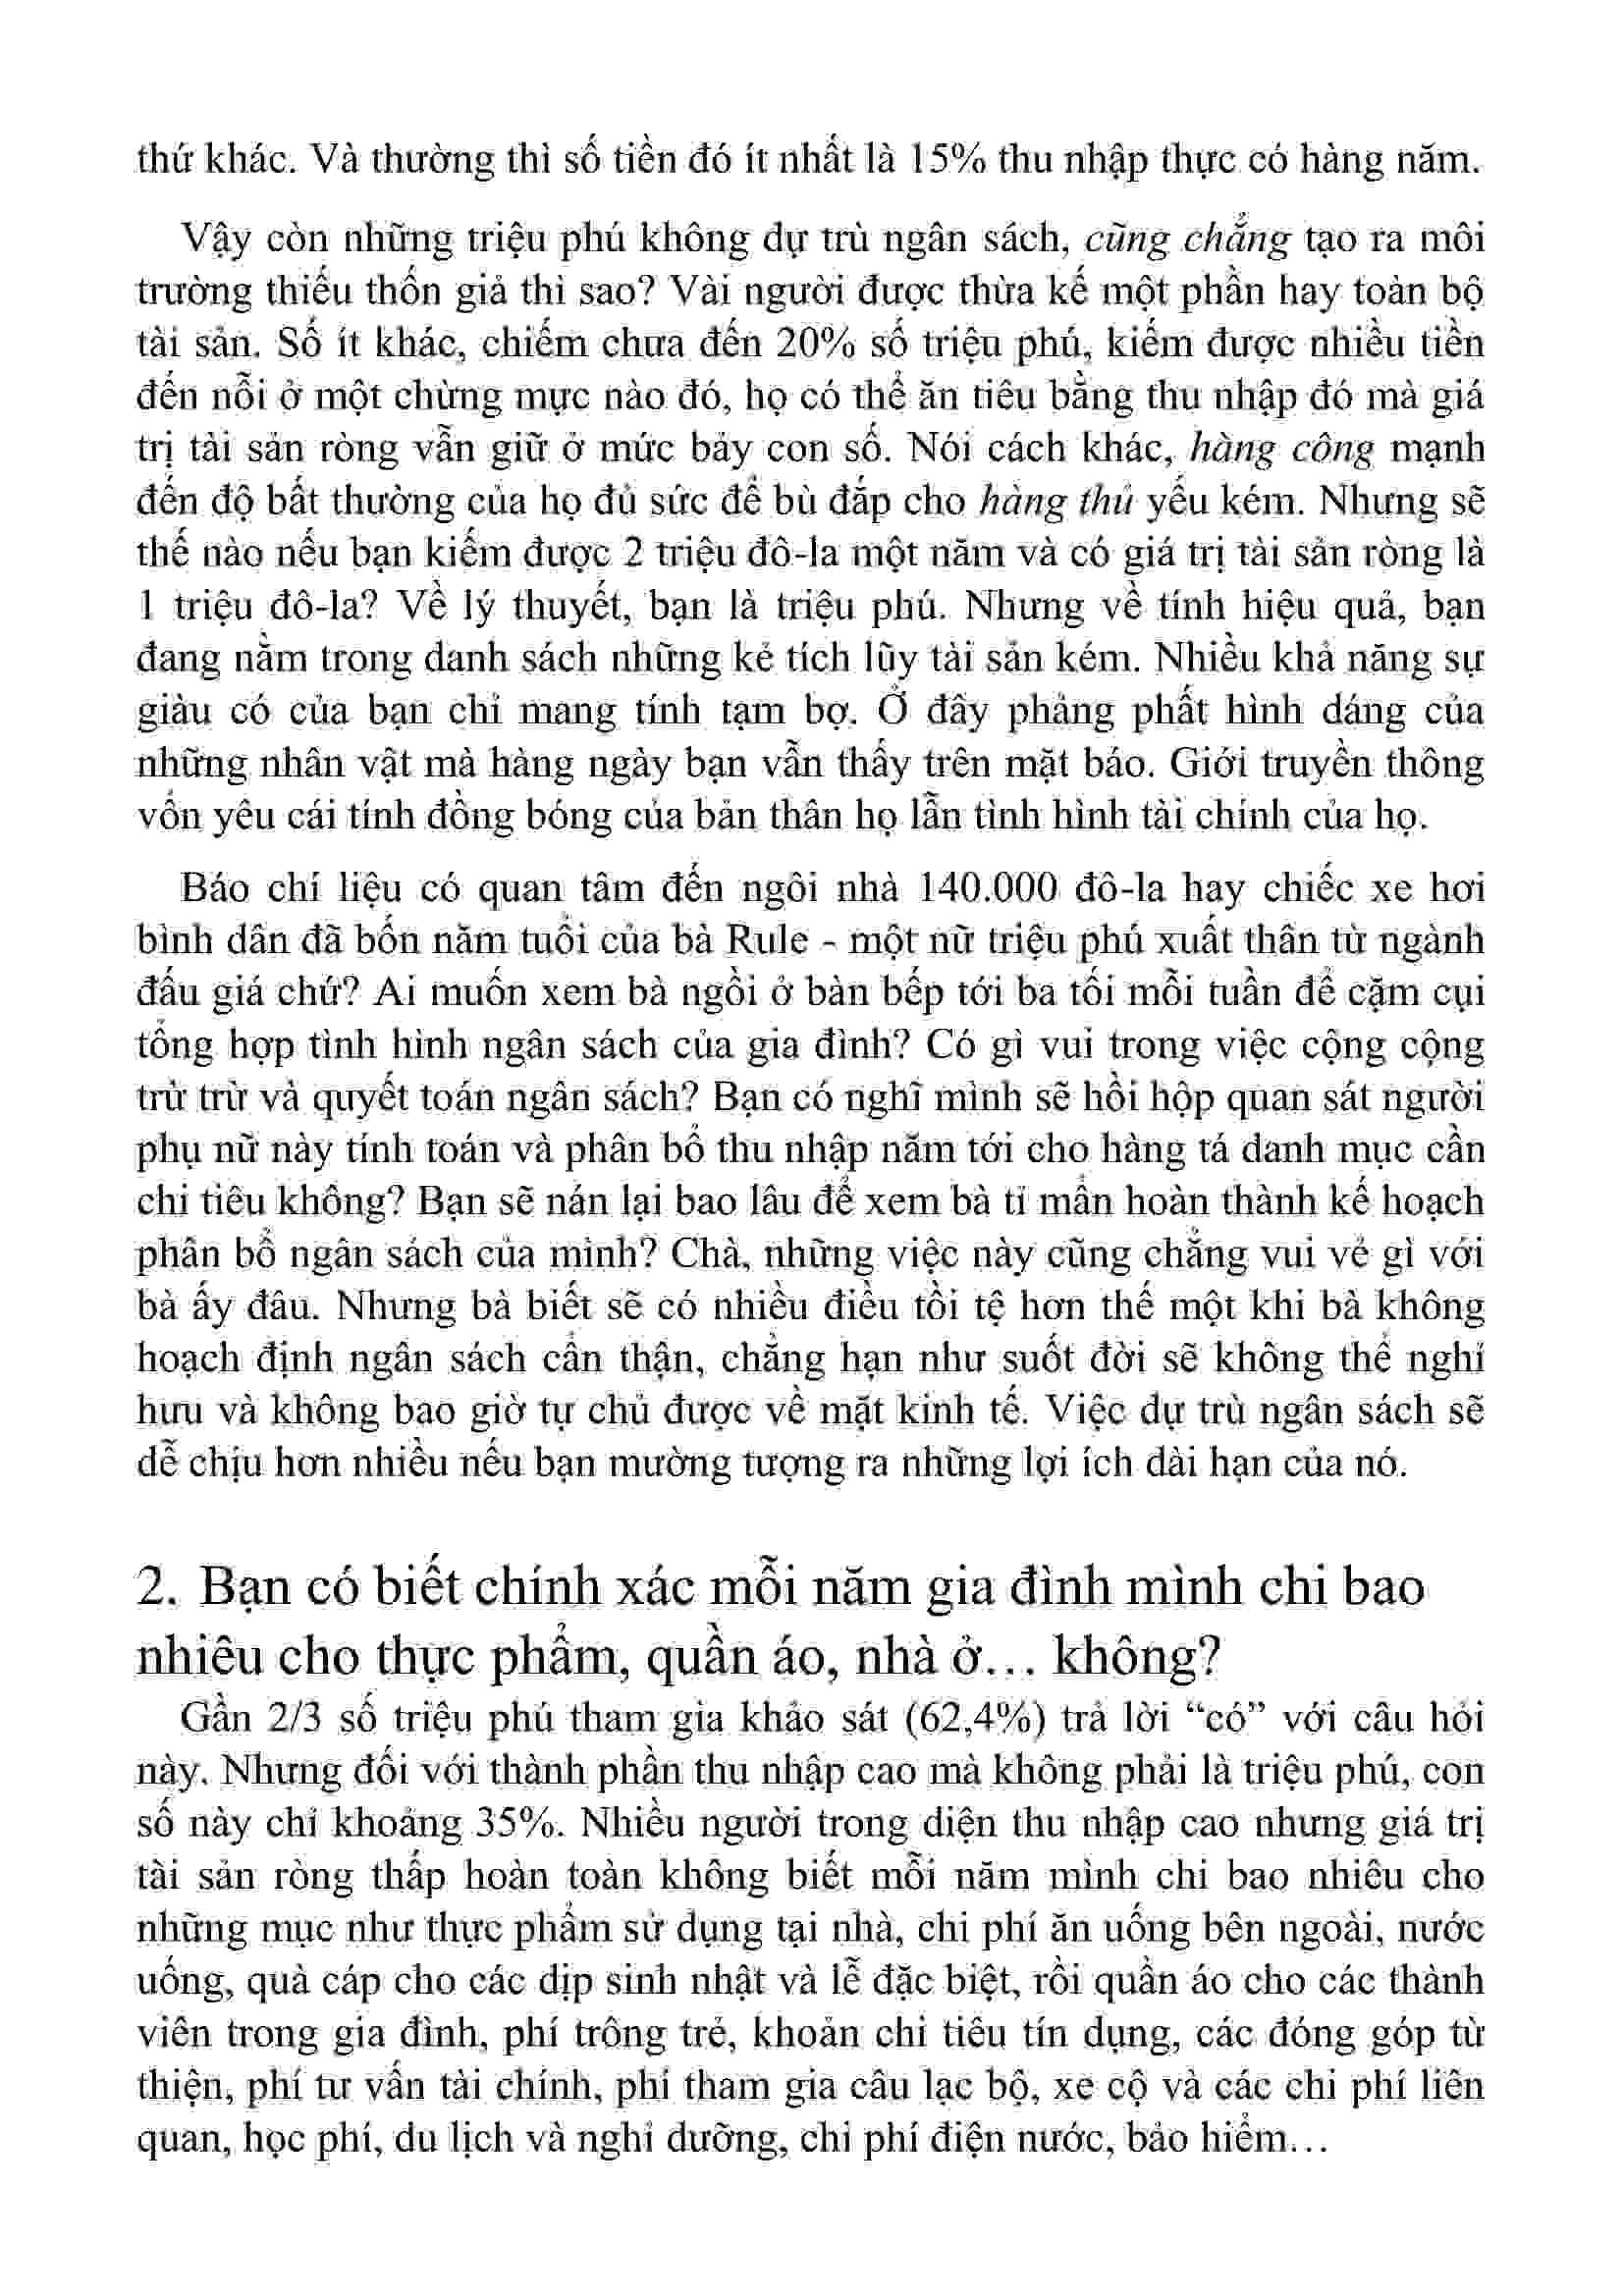 thứ khác. Và thường thì số tiền đó ít nhất là 15% thu nhập thực có hàng năm.
Vậy còn những triệu phú không dự trù ngân sách, cũng chẳng tạo ra môi
trường thiếu thốn giả thì sao? Vài người được thừa kế một phần hay toàn bộ
tài sản. Số ít khác, chiếm chưa đến 20% số triệu phú, kiếm được nhiều tiền
đến nỗi ở một chừng mực nào đó, họ có thể ăn tiêu bằng thu nhập đó mà giá
trị tài sản ròng vẫn giữ ở mức bảy con số. Nói cách khác, hàng công mạnh
đến độ bất thường của họ đủ sức để bù đắp cho hàng thủ yếu kém. Nhưng sẽ
thế nào nếu bạn kiếm được 2 triệu đô-la một năm và có giá trị tài sản ròng là
1 triệu đô-la? Về lý thuyết, bạn là triệu phú. Nhưng về tính hiệu quả, bạn
đang nằm trong danh sách những kẻ tích lũy tài sản kém. Nhiều khả năng sự
giàu có của bạn chỉ mang tính tạm bợ. Ở đây phảng phất hình dáng của
những nhân vật mà hàng ngày bạn vẫn thấy trên mặt báo. Giới truyền thông
vốn yêu cái tính đồng bóng của bản thân họ lẫn tình hình tài chính của họ.
Báo chí liệu có quan tâm đến ngôi nhà 140.000 đô-la hay chiếc xe hơi
bình dân đã bốn năm tuổi của bà Rule - một nữ triệu phú xuất thân từ ngành
đấu giá chứ? Ai muốn xem bà ngồi ở bàn bếp tới ba tối mỗi tuần để cặm cụi
tổng hợp tình hình ngân sách của gia đình? Có gì vui trong việc cộng cộng
trừ trừ và quyết toán ngân sách? Bạn có nghĩ mình sẽ hồi hộp quan sát người
phụ nữ này tính toán và phân bổ thu nhập năm tới cho hàng tá danh mục cần
chi tiêu không? Bạn sẽ nán lại bao lâu để xem bà tỉ mẩn hoàn thành kế hoạch
phân bổ ngân sách của mình? Chà, những việc này cũng chẳng vui vẻ gì với
bà ấy đâu. Nhưng bà biết sẽ có nhiều điều tồi tệ hơn thế một khi bà không
hoạch định ngân sách cẩn thận, chẳng hạn như suốt đời sẽ không thể nghỉ
hưu và không bao giờ tự chủ được về mặt kinh tế. Việc dự trù ngân sách sẽ
dễ chịu hơn nhiều nếu bạn mường tượng ra những lợi ích dài hạn của nó.
2. Bạn có biết chính xác mỗi năm gia đình mình chi bao
nhiêu cho thực phẩm, quần áo, nhà ở... không?
Gần 2/3 số triệu phú tham gia khảo sát (62,4%) trả lời “có” với câu hỏi
này. Nhưng đối với thành phần thu nhập cao mà không phải là triệu phú, con
số này chỉ khoảng 35%. Nhiều người trong diện thu nhập cao nhưng giá trị
tài sản ròng thấp hoàn toàn không biết mỗi năm mình chi bao nhiêu cho
những mục như thực phẩm sử dụng tại nhà, chi phí ăn uống bên ngoài, nước
uống, quà cáp cho các dịp sinh nhật và lễ đặc biệt, rồi quần áo cho các thành
viên trong gia đình, phí trông trẻ, khoản chi tiêu tín dụng, các đóng góp từ
thiện, phí tư vấn tài chính, phí tham gia câu lạc bộ, xe cộ và các chi phí liên
quan, học phí, du lịch và nghỉ dưỡng, chi phí điện nước, bảo hiểm...